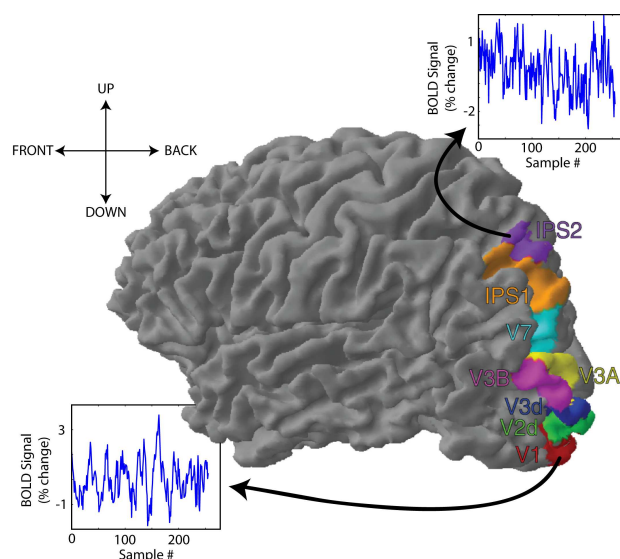 1
-2
BOLD Signal
(% change)
0
100
200
Sample #
UP
FRONT
BACK
DOWN
IPS2
IPS1
V7
V3B
V3A
V3d
V2d
V1
3
-1
BOLD Signal
(% change)
0
100
200
Sample #